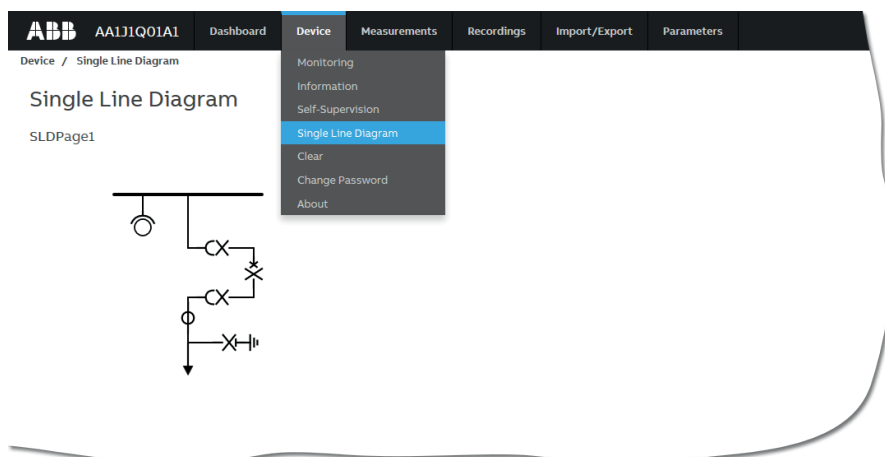 ABB AA1J1Q01A1 Dashboard Device Measurements Recordings Import/Export Parameters
Device / Single Line Diagram
Monitoring
Information
Self-Supervision
Single Line Diagram
Clear
Change Password
About
Single Line Diagram
SLDPage1